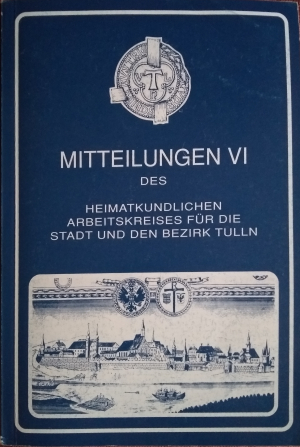 MITTEILUNGEN VI
DES
HEIMATKUNDLICHEN
ARBEITSKREISES FÜR DIE
STADT UND DEN BEZIRK TULLN